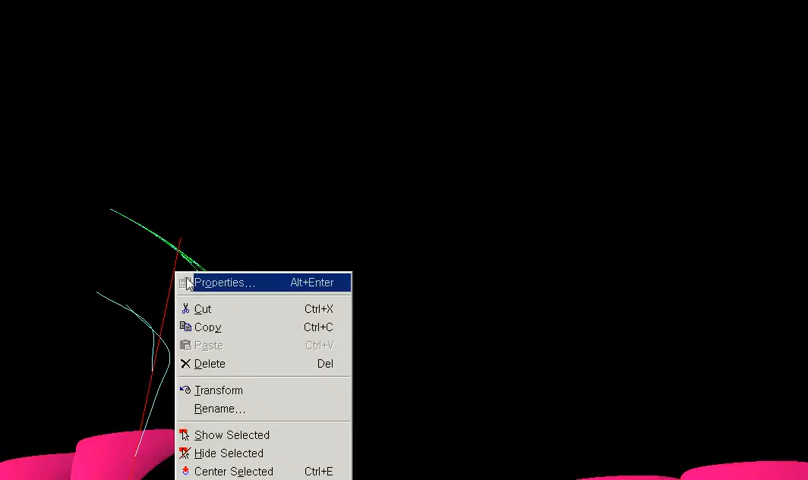 Properties... Alt+Enter
Cut Ctrl+X
Copy Ctrl+C
Paste Ctrl+V
Delete Del
Transform
Rename...
Show Selected
Hide Selected
Center Selected Ctrl+E